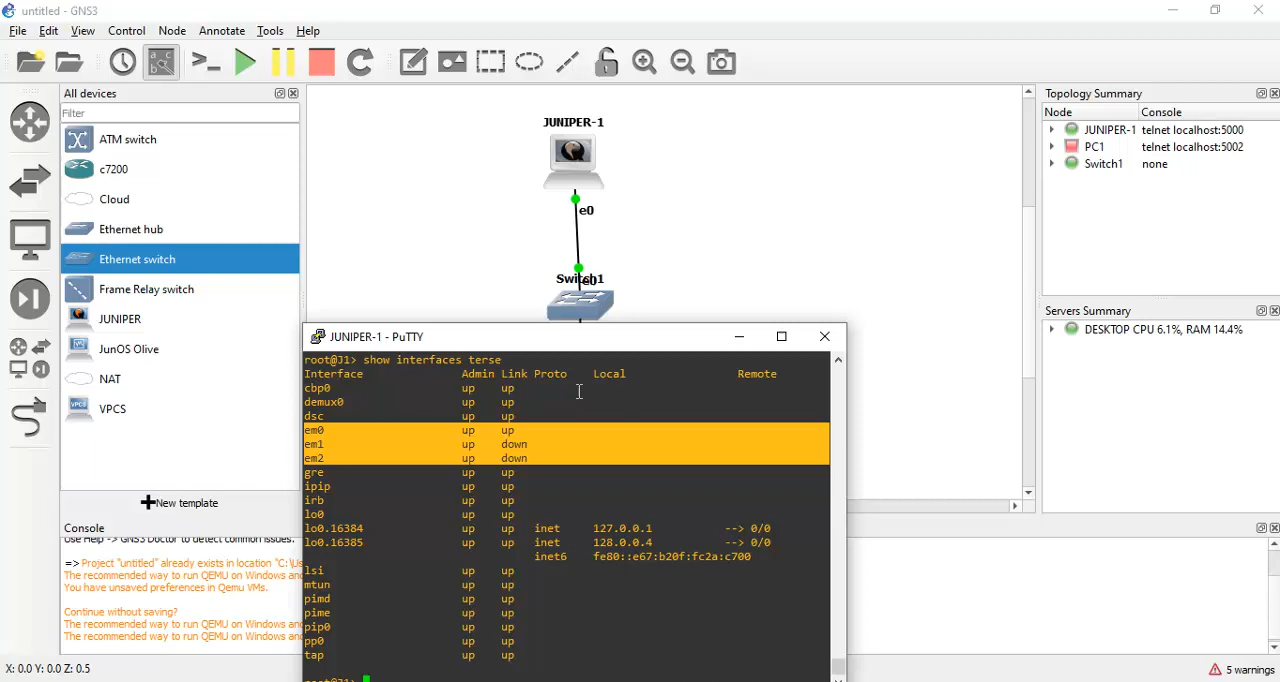 untitled - GNS3
File Edit View Control Node Annotate Tools Help
All devices
Filter
ATM switch
c7200
Cloud
Ethernet hub
Ethernet switch
Frame Relay switch
JUNIPER
JunOS Olive
NAT
VPCS
New template
JUNIPER-1
e0
Switch1
e0
Topology Summary
Node Console
JUNIPER-1 telnet localhost:5000
PC1 telnet localhost:5002
Switch1 none
Servers Summary
DESKTOP CPU 6.1%, RAM 14.4%
JUNIPER-1 - PuTTY
root@J1> show interfaces terse
Interface Admin Link Proto Local Remote
cbp0 up up
demux0 up up
dsc up up
em0 up up
em1 up down
em2 up down
gre up up
ipip up up
irb up up
lo0 up up
lo0.16384 up up inet 127.0.0.1 --> 0/0
lo0.16385 up up inet 128.0.0.4 --> 0/0
inet6 fe80::e67:b20f:fc2a:c700
lsi up up
mtun up up
pimd up up
pime up up
pip0 up up
pp0 up up
tap up up
root@J1>
Console
Use Help -> GNS3 Doctor to detect common issues.
=> Project "untitled" already exists in location "C:\Us
The recommended way to run QEMU on Windows and
You have unsaved preferences in Qemu VMs.
Continue without saving?
The recommended way to run QEMU on Windows and
The recommended way to run QEMU on Windows and
X: 0.0 Y: 0.0 Z: 0.5
5 warnings